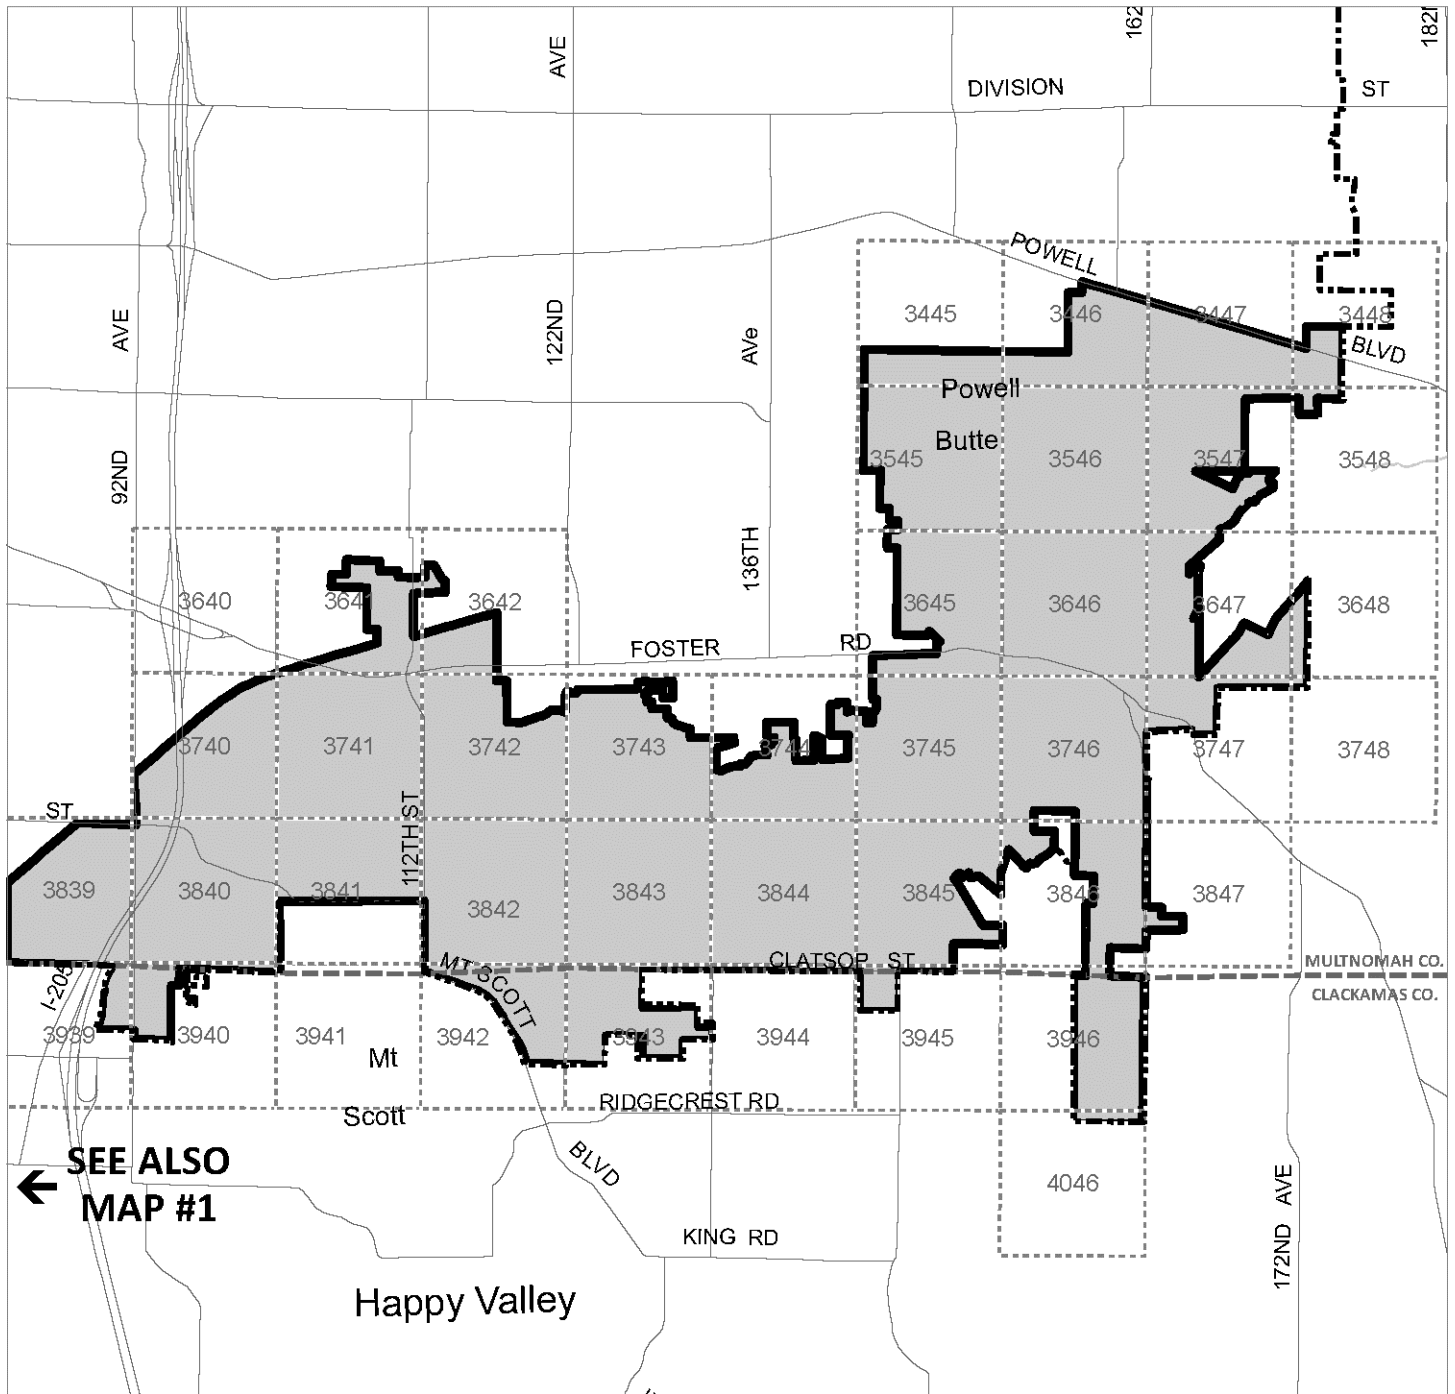 162
182
AVE
DIVISION ST
POWELL
3445
3446
3447
3448
AVE
122ND
AVe
BLVD
Powell
Butte
92ND
3545
3546
3547
3548
136TH
3640
3641
3642
3645
3646
3647
3648
FOSTER RD
3740
3741
3742
3743
3744
3745
3746
3747
3748
ST
112TH ST
3839
3840
3841
3842
3843
3844
3845
3846
3847
MT SCOTT
CLATSOP ST
MULTNOMAH CO.
CLACKAMAS CO.
I-205
3939
3940
3941
3942
3943
3944
3945
3946
Mt
Scott
RIDGECREST RD
SEE ALSO
MAP #1
BLVD
4046
172ND AVE
KING RD
Happy Valley